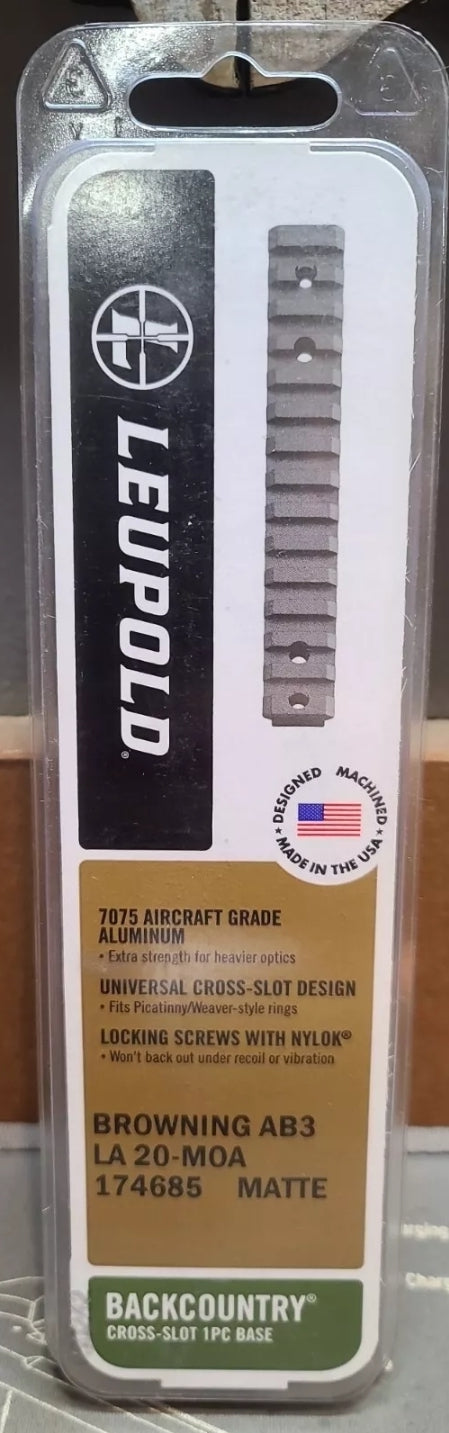 LEUPOLD®
DESIGNED MACHINED
MADE IN THE USA
7075 AIRCRAFT GRADE
ALUMINUM
• Extra strength for heavier optics
UNIVERSAL CROSS-SLOT DESIGN
• Fits Picatinny/Weaver-style rings
LOCKING SCREWS WITH NYLOK®
• Won't back out under recoil or vibration
BROWNING AB3
LA 20-MOA
174685 MATTE
BACKCOUNTRY®
CROSS-SLOT 1PC BASE